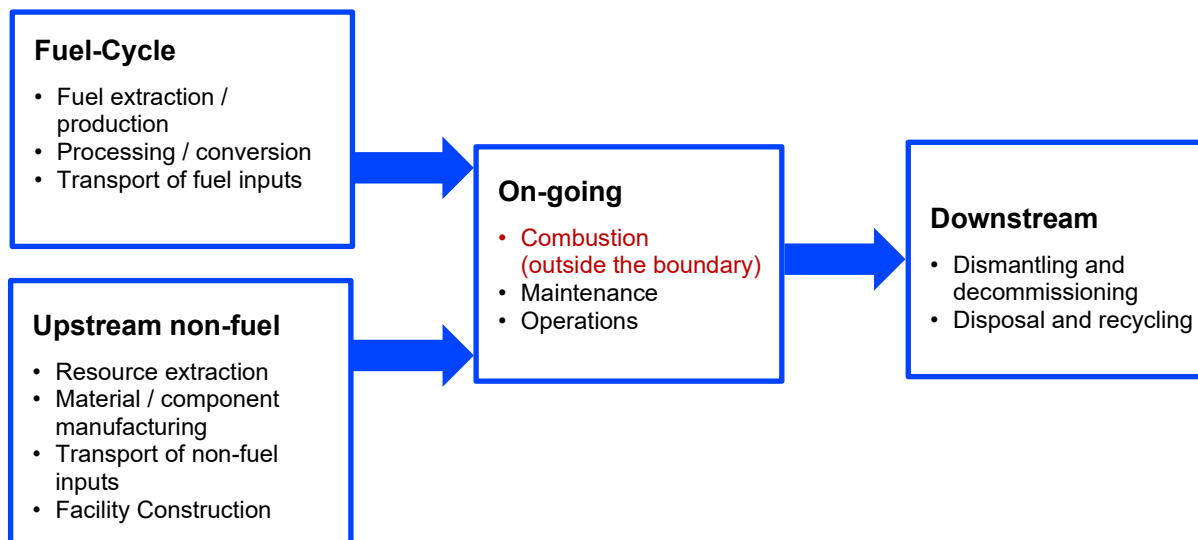 Fuel-Cycle
• Fuel extraction /
production
• Processing / conversion
• Transport of fuel inputs
Upstream non-fuel
• Resource extraction
• Material / component
manufacturing
• Transport of non-fuel
inputs
• Facility Construction
On-going
• Combustion
(outside the boundary)
• Maintenance
• Operations
Downstream
• Dismantling and
decommissioning
• Disposal and recycling